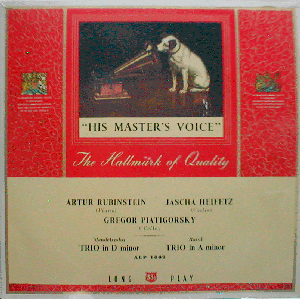 "HIS MASTER'S VOICE"
The Hallmark of Quality
ARTUR RUBINSTEIN JASCHA HEIFETZ
GREGOR PIATIGORSKY
Mendelssohn Ravel
TRIO in D minor TRIO in A minor
LONG PLAY